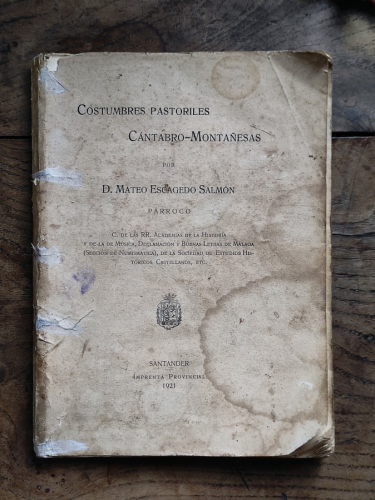 COSTUMBRES PASTORILES
CÁNTABRO-MONTAÑESAS
POR
D. MATEO ESCAGEDO SALMÓN
PÁRROCO
C. DE LAS RR. ACADEMIAS DE LA HISTORIA
Y DE LA DE MÚSICA, DECLAMACIÓN Y BUENAS LETRAS DE MÁLAGA
(SECCIÓN DE NUMISMÁTICA), DE LA SOCIEDAD DE ESTUDIOS HIS-
TÓRICOS CASTELLANOS, ETC.
SANTANDER
IMPRENTA PROVINCIAL
1921